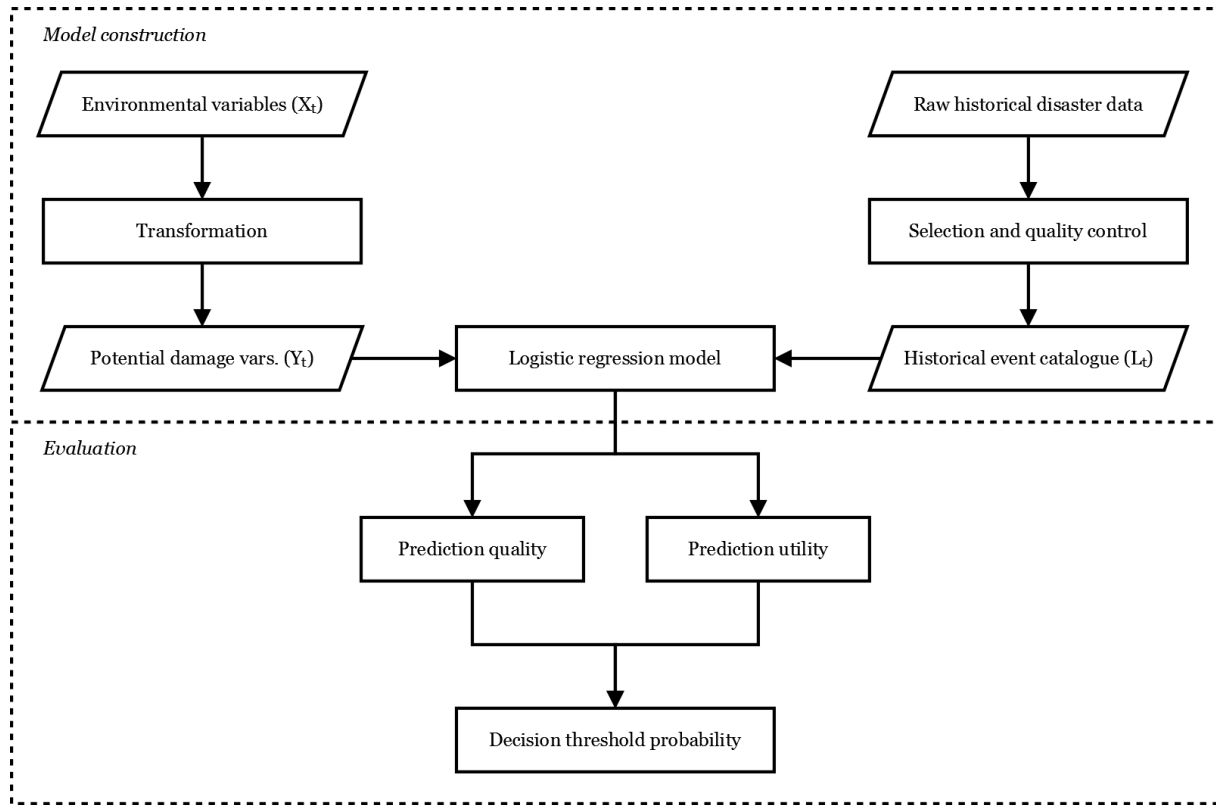 Model construction
Environmental variables (Xₜ)
Raw historical disaster data
Transformation
Selection and quality control
Potential damage vars. (Yₜ)
Logistic regression model
Historical event catalogue (Lₜ)
Evaluation
Prediction quality
Prediction utility
Decision threshold probability